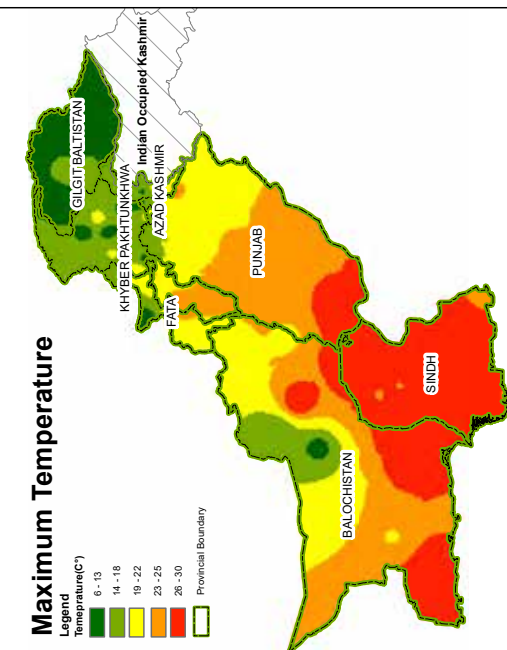 Maximum Temperature
Legend
Temeprature(C°)
6 - 13
14 - 18
19 - 22
23 - 25
26 - 30
Provincial Boundary
GILGIT BALTISTAN
Indian Occupied Kashmir
KHYBER PAKHTUNKHWA
AZAD KASHMIR
FATA
PUNJAB
BALOCHISTAN
SINDH